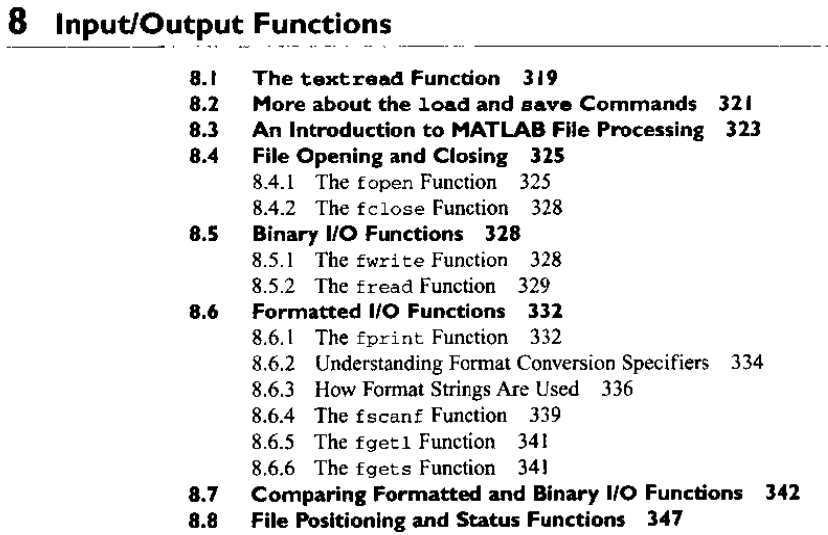 8 Input/Output Functions
8.1 The textread Function 319
8.2 More about the load and save Commands 321
8.3 An Introduction to MATLAB File Processing 323
8.4 File Opening and Closing 325
8.4.1 The fopen Function 325
8.4.2 The fclose Function 328
8.5 Binary I/O Functions 328
8.5.1 The fwrite Function 328
8.5.2 The fread Function 329
8.6 Formatted I/O Functions 332
8.6.1 The fprint Function 332
8.6.2 Understanding Format Conversion Specifiers 334
8.6.3 How Format Strings Are Used 336
8.6.4 The fscanf Function 339
8.6.5 The fgetl Function 341
8.6.6 The fgets Function 341
8.7 Comparing Formatted and Binary I/O Functions 342
8.8 File Positioning and Status Functions 347